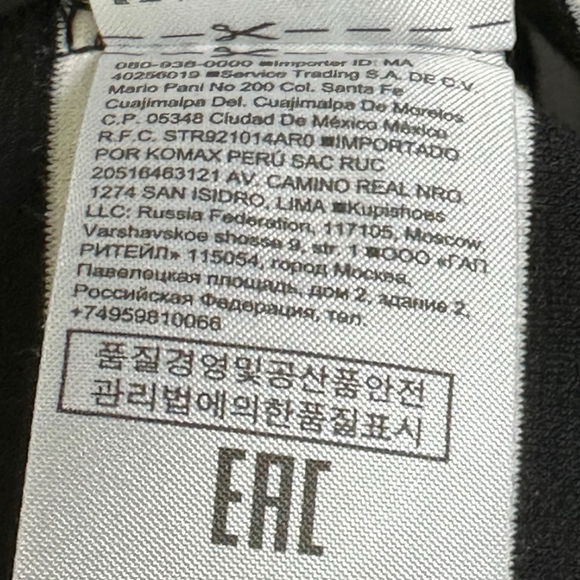 080-938-0000 ■Importer ID: MA
40256019 ■Service Trading S.A. DE C.V.
Mario Pani No 200 Col. Santa Fe
Cuajimalpa Del. Cuajimalpa De Morelos
C.P. 05348 Ciudad De México México
R.F.C. STR921014AR0 ■IMPORTADO
POR KOMAX PERÚ SAC RUC
20516463121 AV. CAMINO REAL NRO.
1274 SAN ISIDRO, LIMA ■Kupishoes
LLC: Russia Federation, 117105, Moscow,
Varshavskoe shosse 9, str. 1 ■ООО «ГАП
РИТЕЙЛ» 115054, город Москва,
Павелецкая площадь, дом 2, здание 2,
Российская Федерация, тел.
+74959810066
품질경영및공산품안전
관리법에의한품질표시
EAC